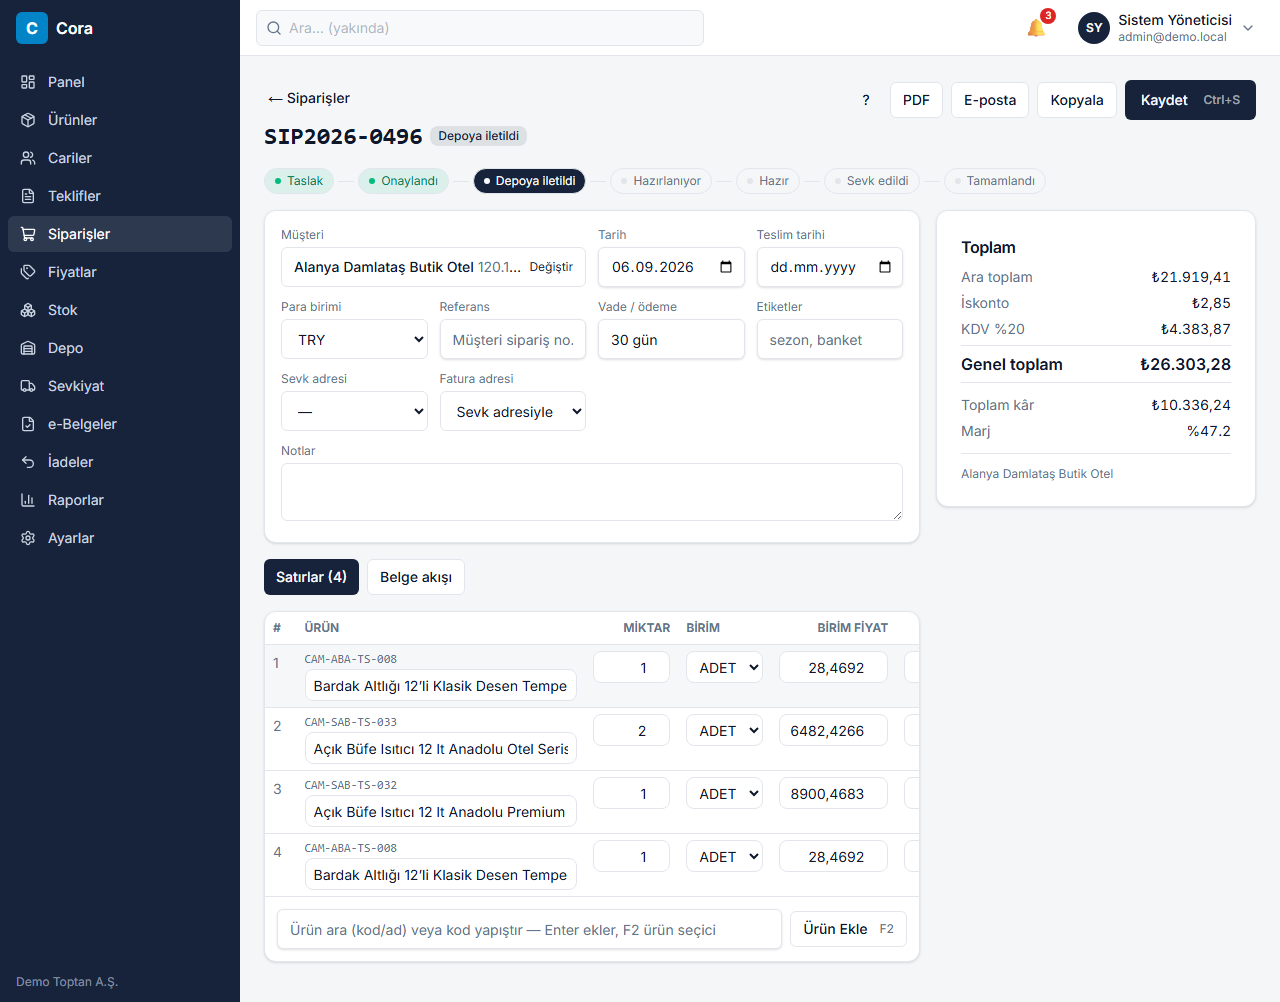 C Cora
Ara... (yakında)
3
SY
Sistem Yöneticisi
admin@demo.local
Panel
Ürünler
Cariler
Teklifler
Siparişler
Fiyatlar
Stok
Depo
Sevkiyat
e-Belgeler
İadeler
Raporlar
Ayarlar
Demo Toptan A.Ş.
← Siparişler
? PDF E-posta Kopyala Kaydet Ctrl+S
SIP2026-0496 Depoya iletildi
Taslak Onaylandı Depoya iletildi Hazırlanıyor Hazır Sevk edildi Tamamlandı
Müşteri Tarih Teslim tarihi
Alanya Damlataş Butik Otel 120.1... Değiştir 06.09.2026 dd.mm.yyyy
Para birimi Referans Vade / ödeme Etiketler
TRY Müşteri sipariş no. 30 gün sezon, banket
Sevk adresi Fatura adresi
— Sevk adresiyle
Notlar
Toplam
Ara toplam ₺21.919,41
İskonto ₺2,85
KDV %20 ₺4.383,87
Genel toplam ₺26.303,28
Toplam kâr ₺10.336,24
Marj %47.2
Alanya Damlataş Butik Otel
Satırlar (4) Belge akışı
# ÜRÜN MİKTAR BİRİM BİRİM FİYAT
1 CAM-ABA-TS-008
Bardak Altlığı 12'li Klasik Desen Tempe 1 ADET 28,4692
2 CAM-SAB-TS-033
Açık Büfe Isıtıcı 12 lt Anadolu Otel Seris 2 ADET 6482,4266
3 CAM-SAB-TS-032
Açık Büfe Isıtıcı 12 lt Anadolu Premium 1 ADET 8900,4683
4 CAM-ABA-TS-008
Bardak Altlığı 12'li Klasik Desen Tempe 1 ADET 28,4692
Ürün ara (kod/ad) veya kod yapıştır — Enter ekler, F2 ürün seçici Ürün Ekle F2